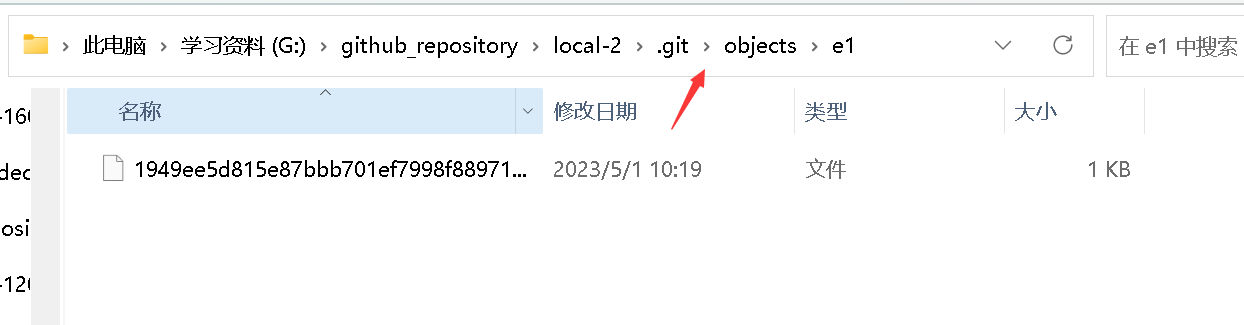 此电脑 › 学习资料 (G:) › github_repository › local-2 › .git › objects › e1
在 e1 中搜索
名称 修改日期 类型 大小
-160
1949ee5d815e87bbb701ef7998f88971... 2023/5/1 10:19 文件 1 KB
dec
osi
-120